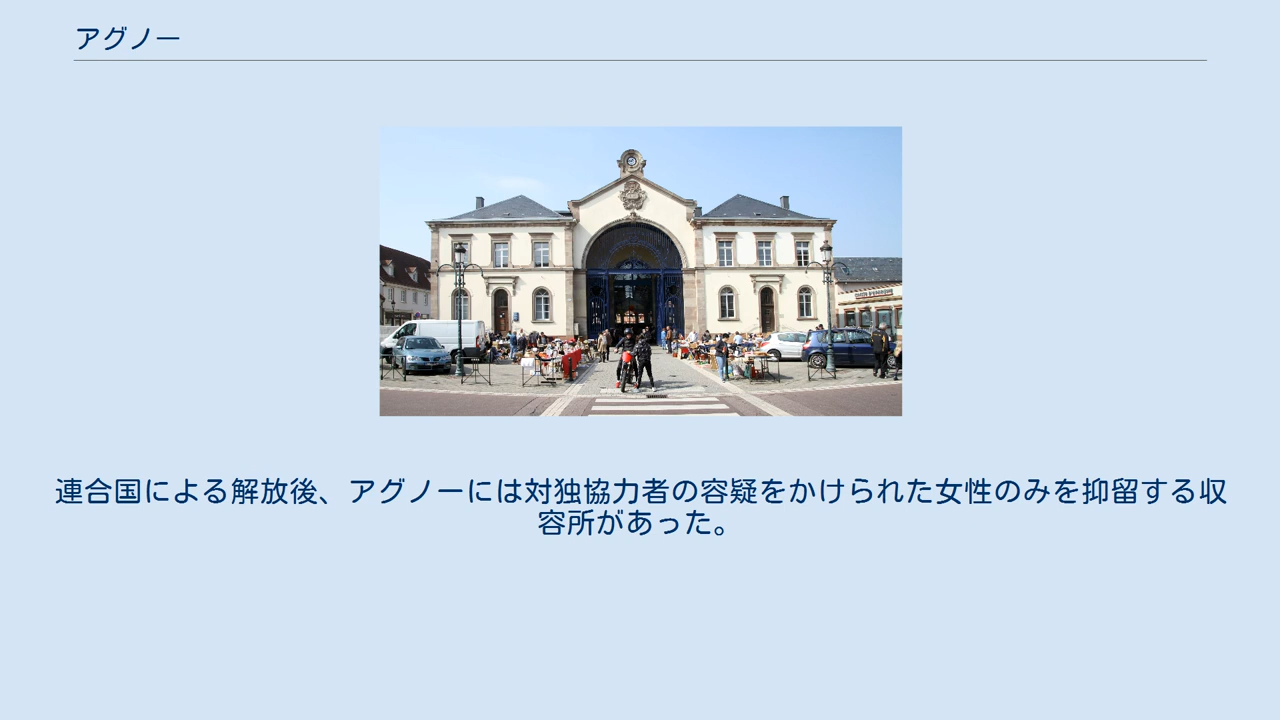 アグノー
連合国による解放後、アグノーには対独協力者の容疑をかけられた女性のみを抑留する収
容所があった。